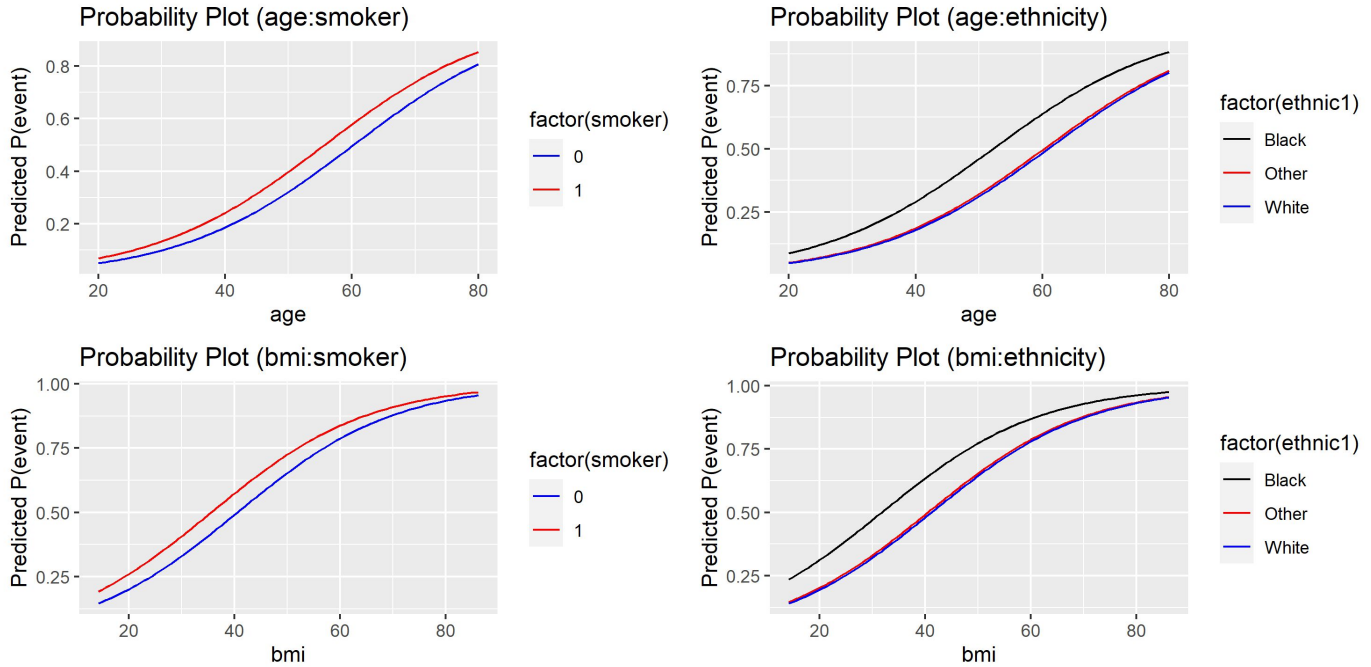 Probability Plot (age:smoker)
Predicted P(event)
0.8
0.6
0.4
0.2
20 40 60 80
age
factor(smoker)
0
1
Probability Plot (age:ethnicity)
Predicted P(event)
0.75
0.50
0.25
20 40 60 80
age
factor(ethnic1)
Black
Other
White
Probability Plot (bmi:smoker)
Predicted P(event)
1.00
0.75
0.50
0.25
20 40 60 80
bmi
factor(smoker)
0
1
Probability Plot (bmi:ethnicity)
Predicted P(event)
1.00
0.75
0.50
0.25
20 40 60 80
bmi
factor(ethnic1)
Black
Other
White